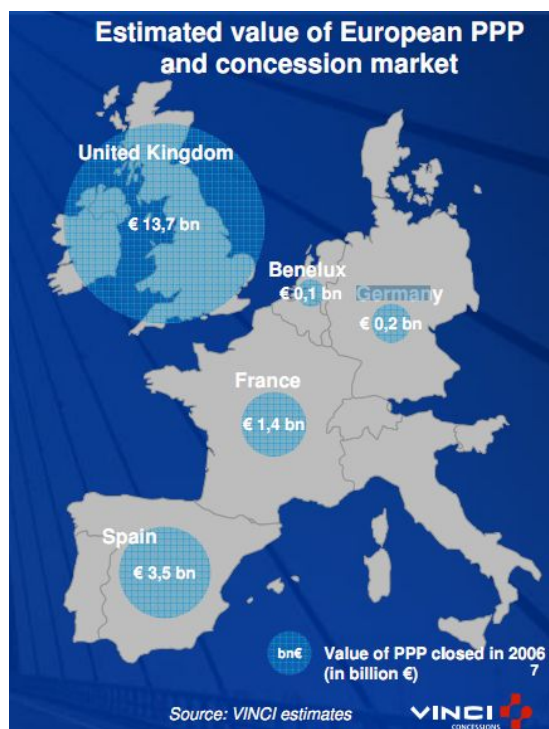 Estimated value of European PPP
and concession market
United Kingdom
€ 13,7 bn
Benelux
€ 0,1 bn
Germany
€ 0,2 bn
France
€ 1,4 bn
Spain
€ 3,5 bn
bn€
Value of PPP closed in 2006
(in billion €)
7
Source: VINCI estimates
VINCI
CONCESSIONS